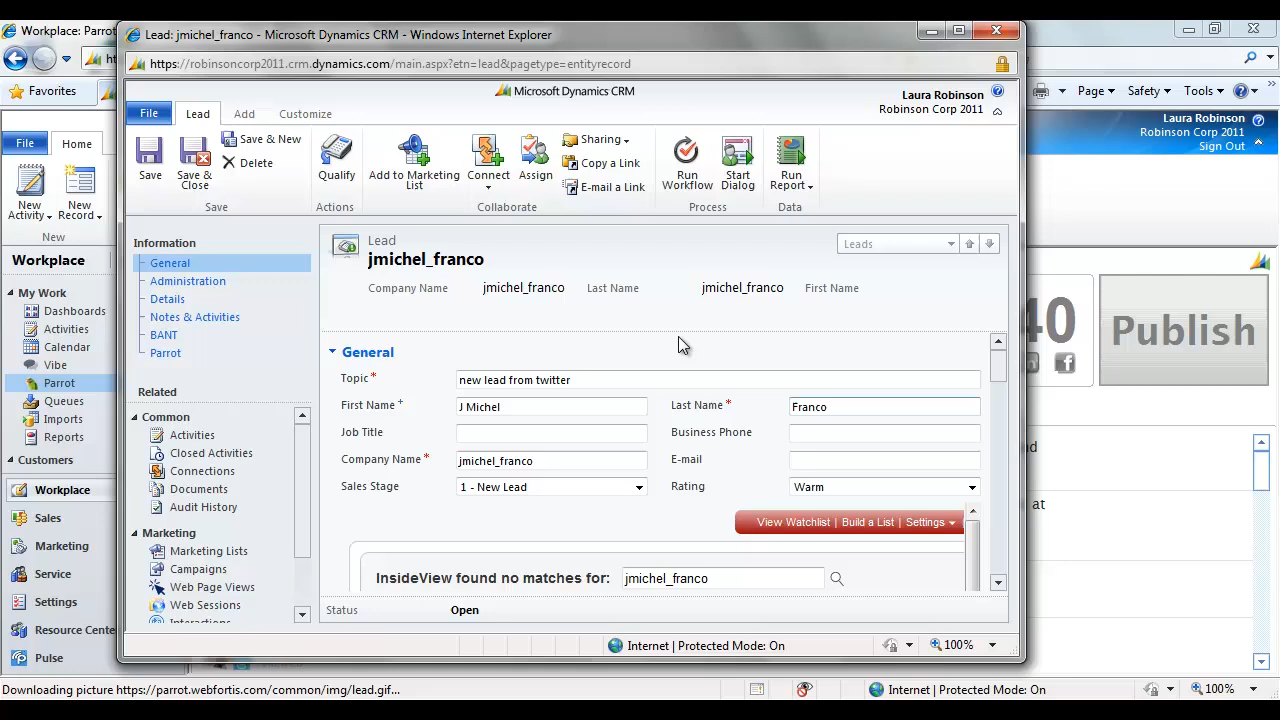 Workplace: Parrot
Lead: jmichel_franco - Microsoft Dynamics CRM - Windows Internet Explorer
https://robinsoncorp2011.crm.dynamics.com/main.aspx?etn=lead&pagetype=entityrecord
Favorites
Page
Safety
Tools
Microsoft Dynamics CRM
Laura Robinson
Robinson Corp 2011
Laura Robinson
Robinson Corp 2011
Sign Out
File
Home
File
Lead
Add
Customize
New Activity
New Record
New
Save
Save & Close
Save & New
Delete
Save
Qualify
Actions
Add to Marketing List
Connect
Assign
Sharing
Copy a Link
E-mail a Link
Collaborate
Run Workflow
Start Dialog
Process
Run Report
Data
Workplace
My Work
Dashboards
Activities
Calendar
Vibe
Parrot
Queues
Imports
Reports
Customers
Workplace
Sales
Marketing
Service
Settings
Resource Cente
Pulse
Information
General
Administration
Details
Notes & Activities
BANT
Parrot
Related
Common
Activities
Closed Activities
Connections
Documents
Audit History
Marketing
Marketing Lists
Campaigns
Web Page Views
Web Sessions
Interactions
Lead
jmichel_franco
Leads
Company Name jmichel_franco Last Name jmichel_franco First Name
General
Topic* new lead from twitter
First Name+ J Michel Last Name* Franco
Job Title Business Phone
Company Name* jmichel_franco E-mail
Sales Stage 1 - New Lead Rating Warm
View Watchlist | Build a List | Settings
InsideView found no matches for: jmichel_franco
Status Open
Internet | Protected Mode: On 100%
40
Publish
at
Downloading picture https://parrot.webfortis.com/common/img/lead.gif...
Internet | Protected Mode: On 100%